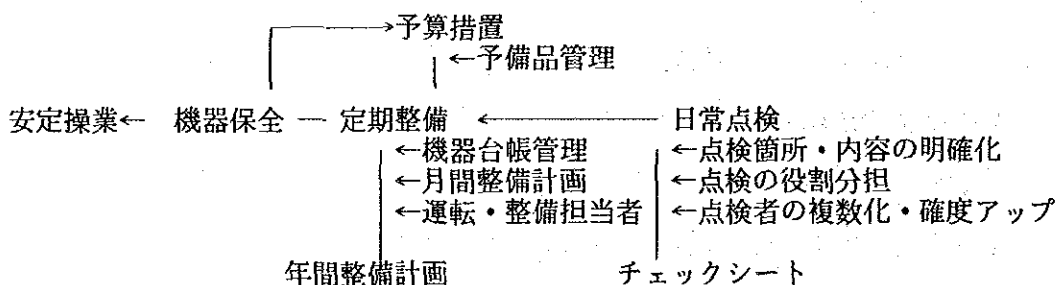 予算措置
←予備品管理
安定操業← 機器保全 ― 定期整備 ← 日常点検
←機器台帳管理 ←点検箇所・内容の明確化
←月間整備計画 ←点検の役割分担
←運転・整備担当者 ←点検者の複数化・確度アップ
年間整備計画 チェックシート